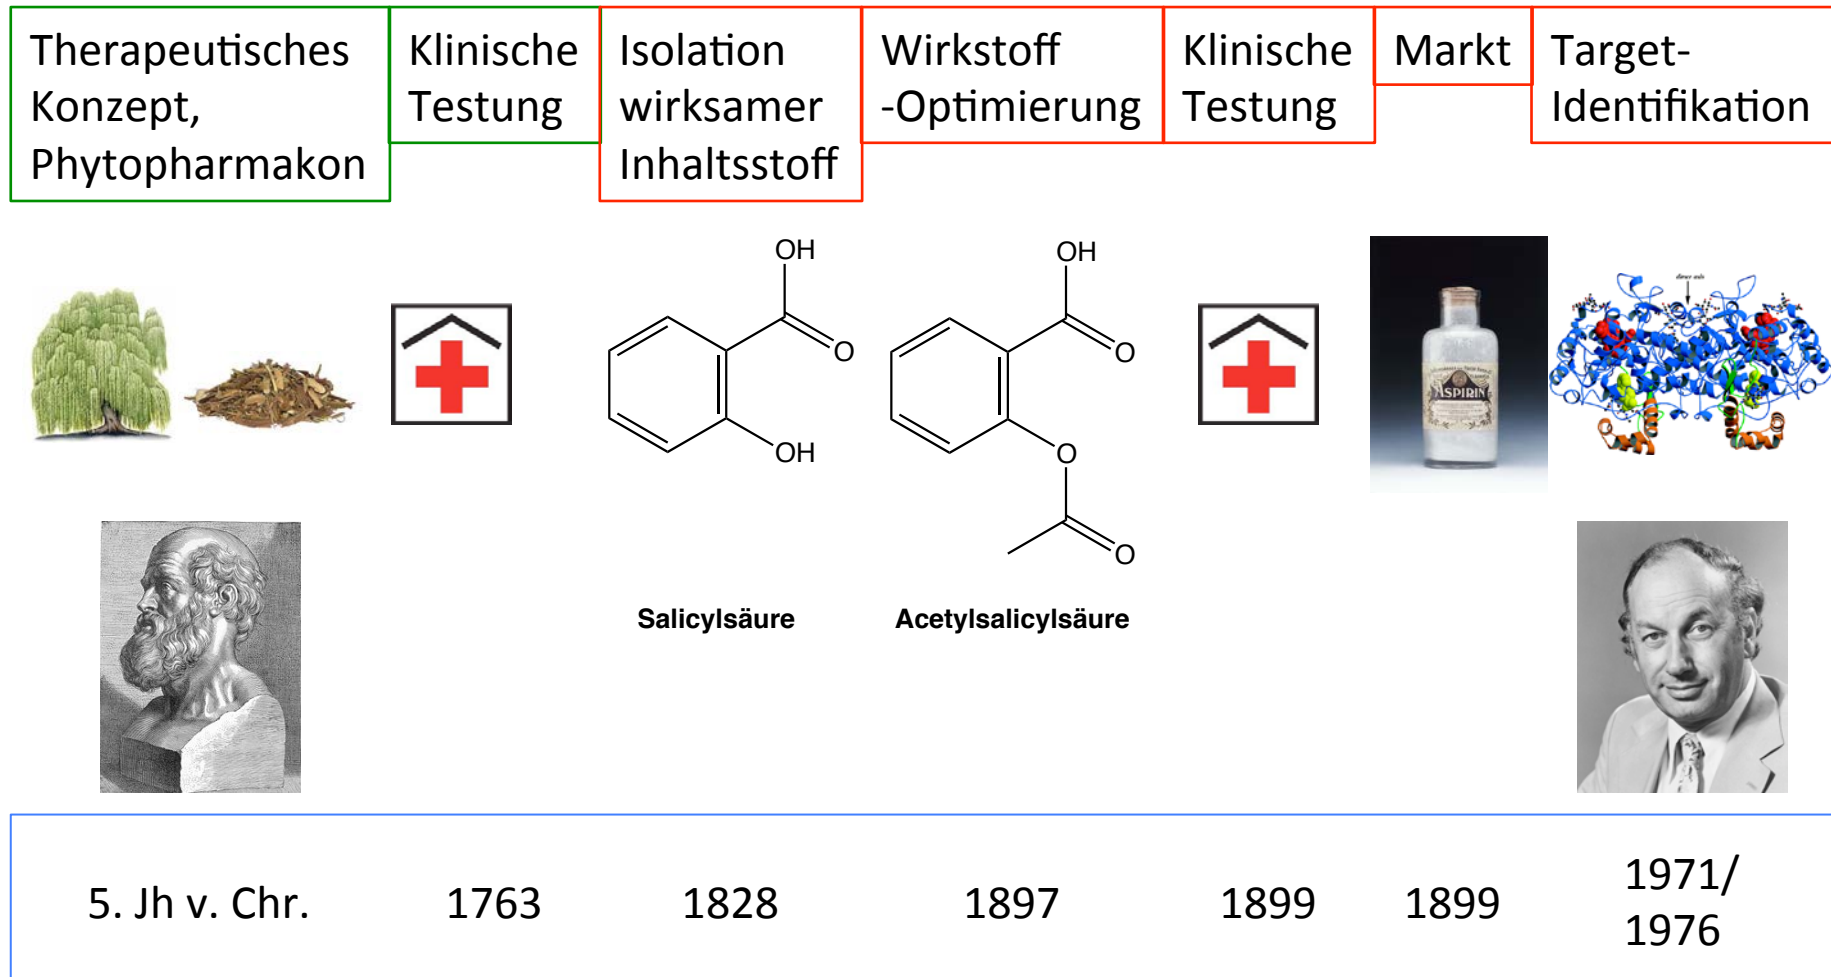 Therapeutisches
Konzept,
Phytopharmakon
Klinische
Testung
Isolation
wirksamer
Inhaltsstoff
Wirkstoff
-Optimierung
Klinische
Testung
Markt
Target-
Identifikation
OH
O
OH
OH
O
O
O
ASPIRIN
Salicylsäure
Acetylsalicylsäure
5. Jh v. Chr.
1763
1828
1897
1899
1899
1971/
1976